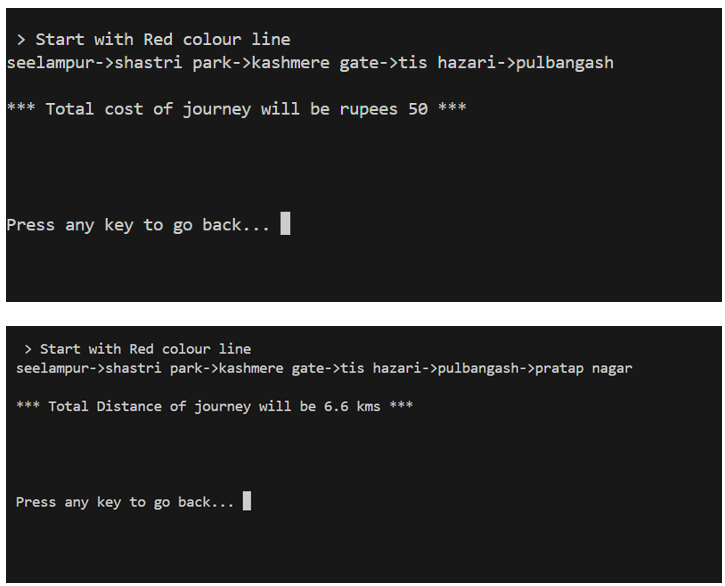 > Start with Red colour line
seelampur->shastri park->kashmere gate->tis hazari->pulbangash
*** Total cost of journey will be rupees 50 ***
Press any key to go back...
> Start with Red colour line
seelampur->shastri park->kashmere gate->tis hazari->pulbangash->pratap nagar
*** Total Distance of journey will be 6.6 kms ***
Press any key to go back...